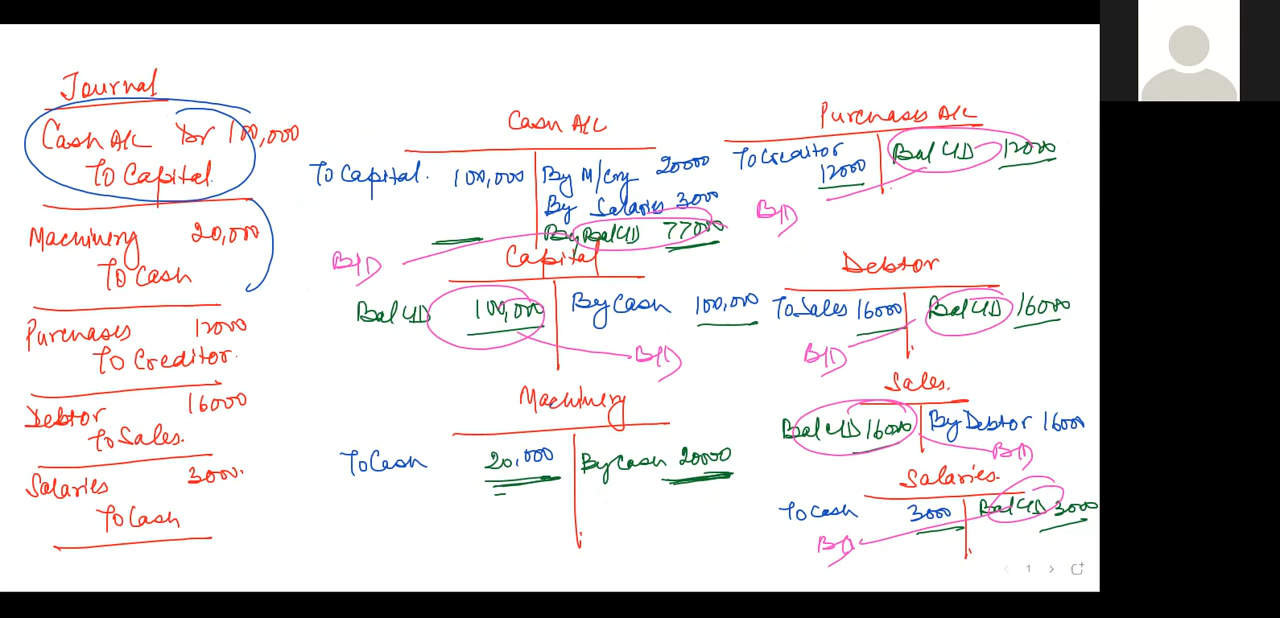 Journal
Cash A/c Dr 100,000
To Capital
Machinery 20,000
To Cash
Purchases 12000
To Creditor.
Debtor 16000
To Sales.
Salaries 3000.
To Cash
Cash A/c
To Capital. 100,000
By M/cny 20000
By Salaries 3000
By Bal C/D 77000
B/D
Capital
Bal C/D 100,000
By Cash 100,000
B/D
Machinery
To Cash 20,000
By Cash 20000
Purchases A/c
To Creditor 12000
Bal C/D 12000
B/D
Debtor
To Sales 16000
Bal C/D 16000
B/D
Sales.
Bal C/D 16000
By Debtor 16000
B/D
Salaries.
To Cash 3000
Bal C/D 3000
B/D
1